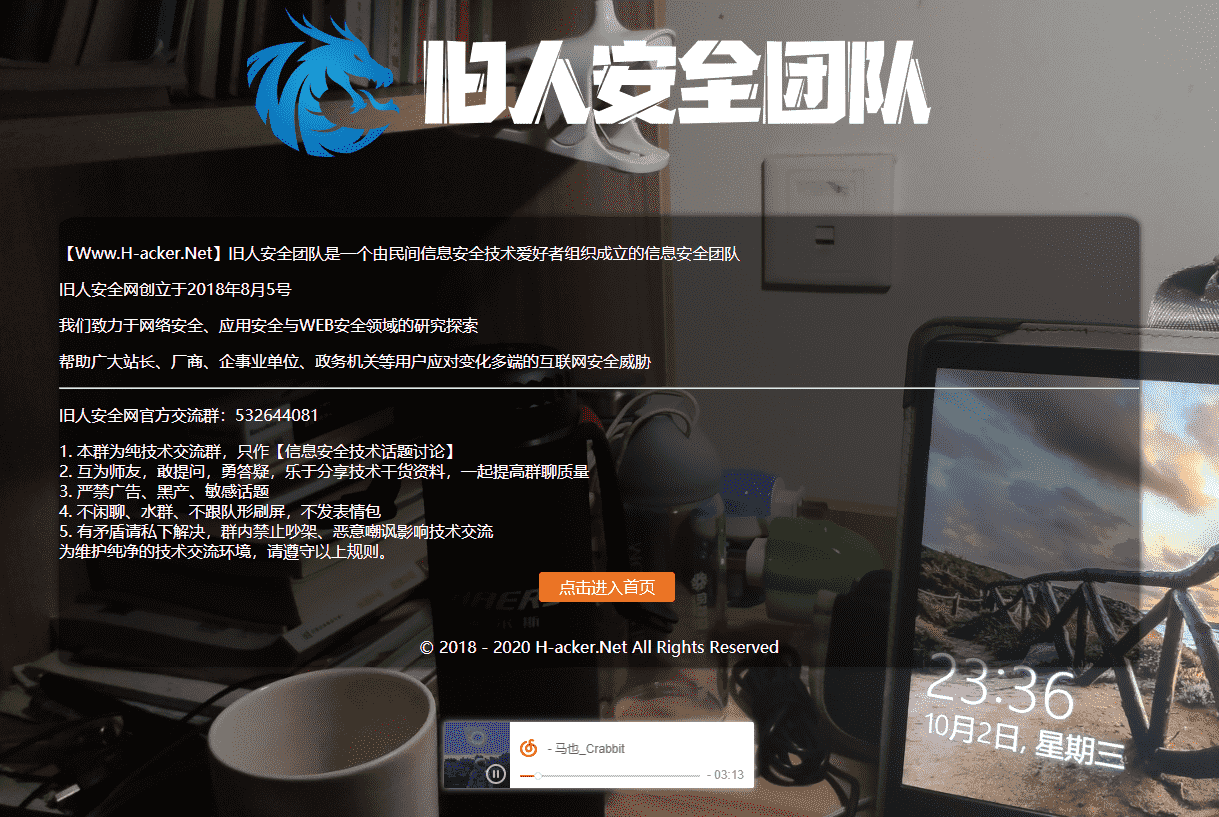 旧人安全团队
【Www.H-acker.Net】旧人安全团队是一个由民间信息安全技术爱好者组织成立的信息安全团队
旧人安全网创立于2018年8月5号
我们致力于网络安全、应用安全与WEB安全领域的研究探索
帮助广大站长、厂商、企事业单位、政务机关等用户应对变化多端的互联网安全威胁
旧人安全网官方交流群：532644081
1. 本群为纯技术交流群，只作【信息安全技术话题讨论】
2. 互为师友，敢提问，勇答疑，乐于分享技术干货资料，一起提高群聊质量
3. 严禁广告、黑产、敏感话题
4. 不闲聊、水群、不跟队形刷屏，不发表情包
5. 有矛盾请私下解决，群内禁止吵架、恶意嘲讽影响技术交流
为维护纯净的技术交流环境，请遵守以上规则。
点击进入首页
© 2018 - 2020 H-acker.Net All Rights Reserved
23:36
10月2日, 星期三
- 马也_Crabbit
- 03:13